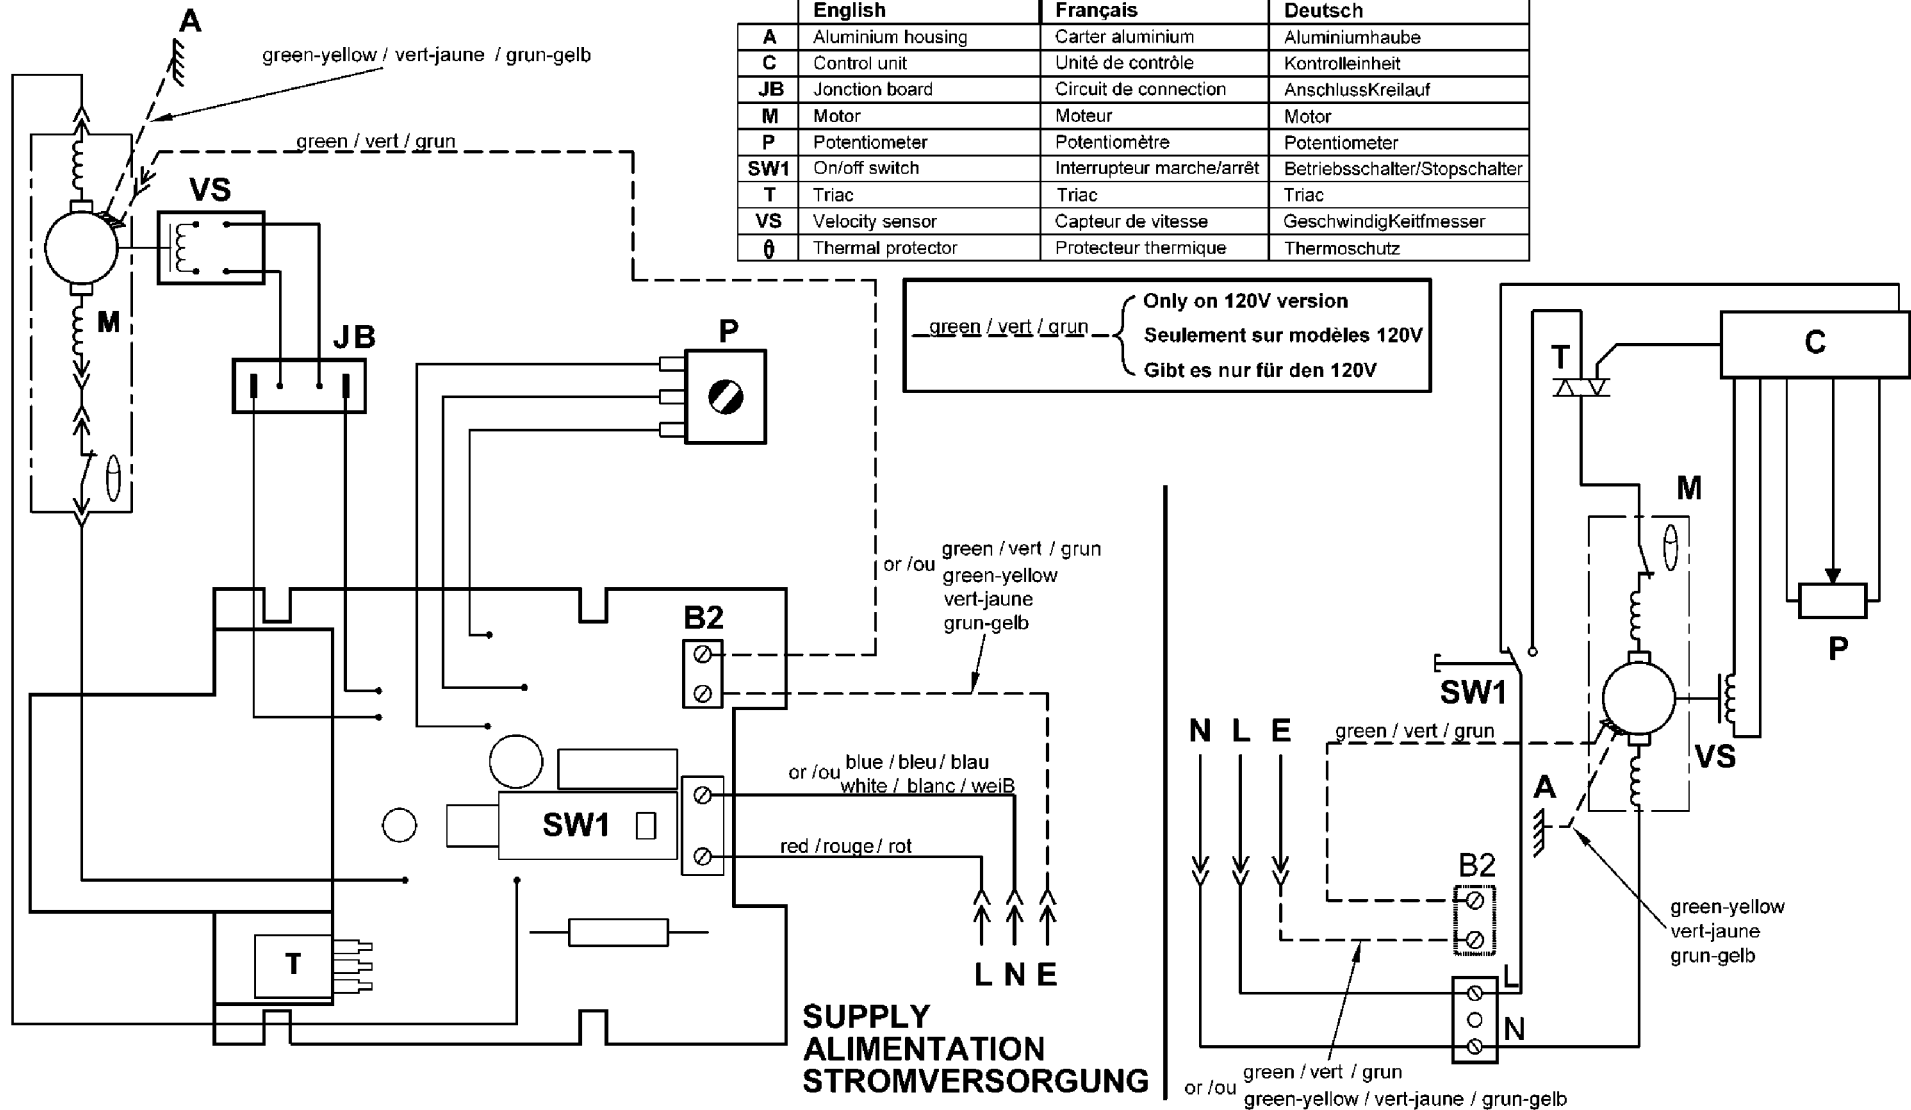 English Français Deutsch
A Aluminium housing Carter aluminium Aluminiumhaube
C Control unit Unité de contrôle Kontrolleinheit
JB Jonction board Circuit de connection AnschlussKreilauf
M Motor Moteur Motor
P Potentiometer Potentiomètre Potentiometer
SW1 On/off switch Interrupteur marche/arrêt Betriebsschalter/Stopschalter
T Triac Triac Triac
VS Velocity sensor Capteur de vitesse GeschwindigKeitfmesser
θ Thermal protector Protecteur thermique Thermoschutz
A
green-yellow / vert-jaune / grun-gelb
green / vert / grun
VS
M
JB
P
green / vert / grun
Only on 120V version
Seulement sur modèles 120V
Gibt es nur für den 120V
or /ou green / vert / grun
green-yellow
vert-jaune
grun-gelb
B2
or /ou blue / bleu / blau
white / blanc / weiB
SW1
red / rouge / rot
T
L N E
SUPPLY
ALIMENTATION
STROMVERSORGUNG
C
T
M
P
SW1
N L E
green / vert / grun
VS
A
B2
green-yellow
vert-jaune
grun-gelb
L
N
or /ou green / vert / grun
green-yellow / vert-jaune / grun-gelb